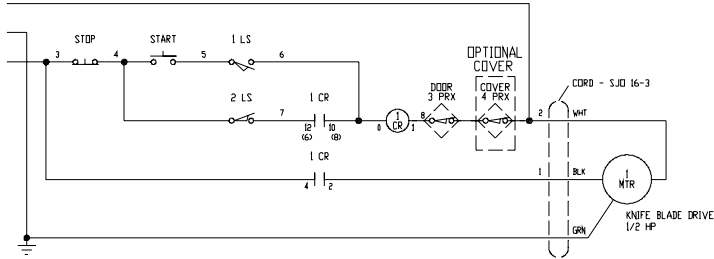 STOP
START
1 LS
OPTIONAL
COVER
3
4
5
6
DOOR
3 PRX
COVER
4 PRX
CORD - SJO 16-3
2 LS
7
1 CR
12
(6)
10
(8)
0
1
CR
1
8
2
WHT
1 CR
4
2
1
BLK
1
MTR
KNIFE BLADE DRIVE
1/2 HP
GRN